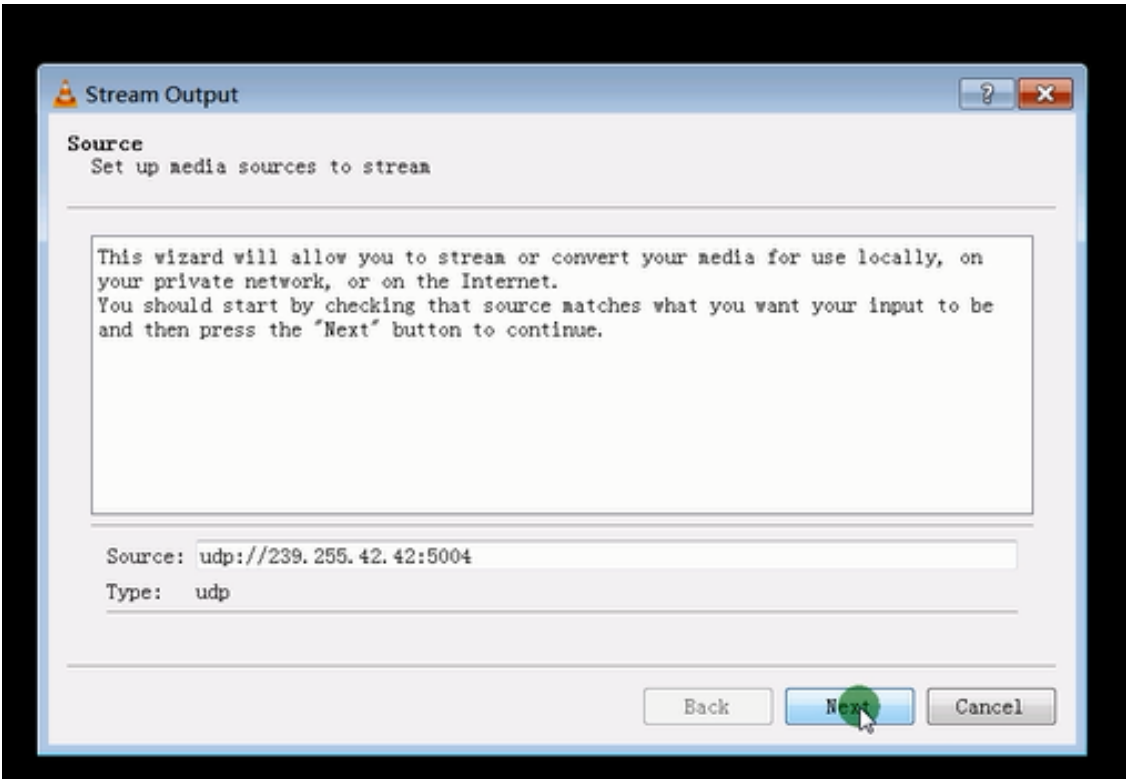 Stream Output
?
Source
Set up media sources to stream
This wizard will allow you to stream or convert your media for use locally, on
your private network, or on the Internet.
You should start by checking that source matches what you want your input to be
and then press the "Next" button to continue.
Source: udp://239.255.42.42:5004
Type: udp
Back Next Cancel